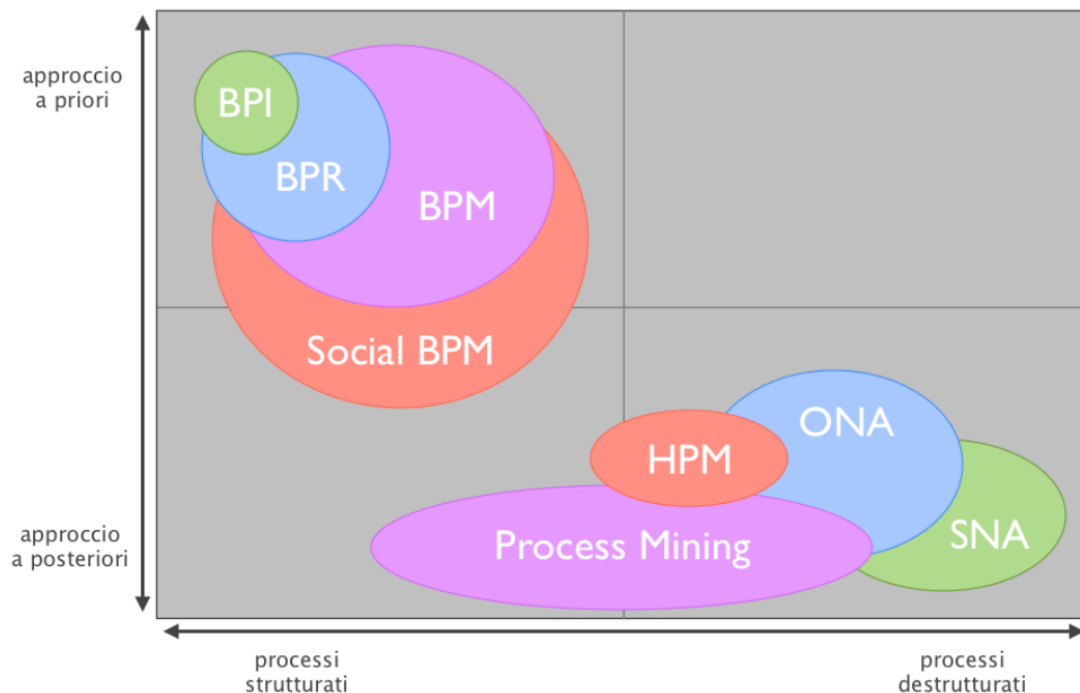 approccio
a priori
BPI
BPR
BPM
Social BPM
ONA
HPM
SNA
Process Mining
approccio
a posteriori
processi
strutturati
processi
destrutturati